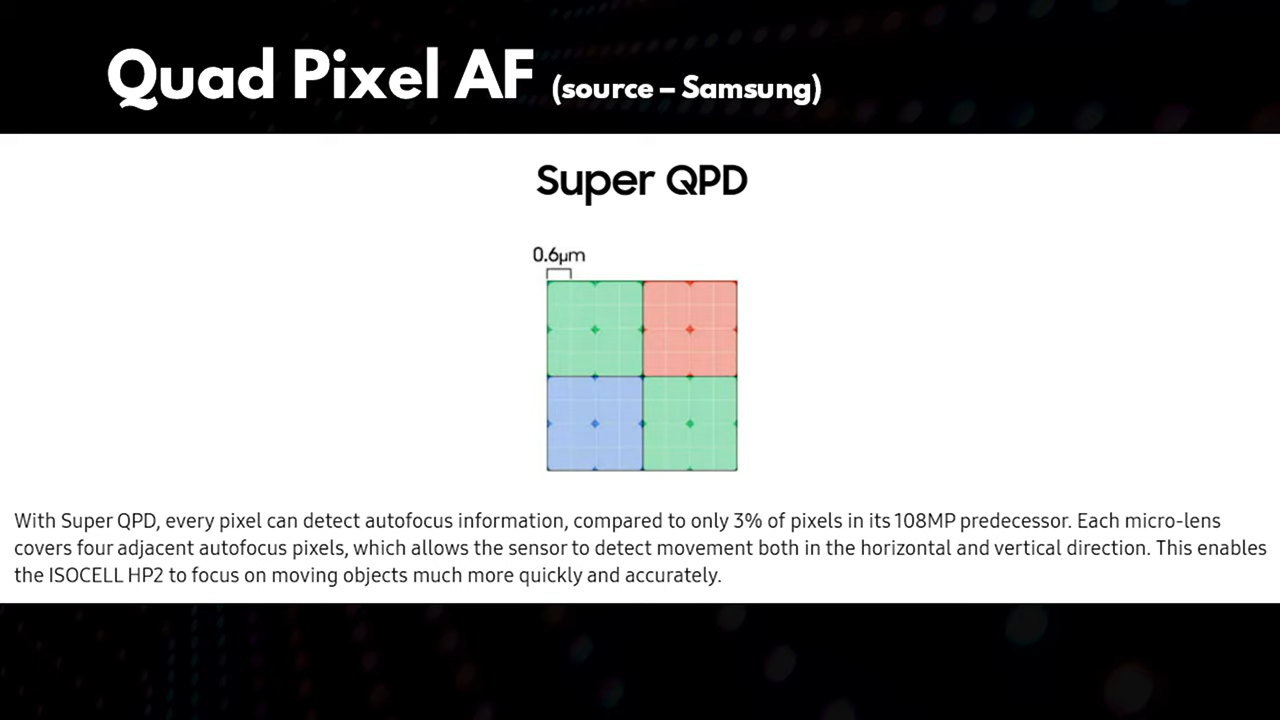 Quad Pixel AF (source – Samsung)
Super QPD
0.6μm
With Super QPD, every pixel can detect autofocus information, compared to only 3% of pixels in its 108MP predecessor. Each micro-lens
covers four adjacent autofocus pixels, which allows the sensor to detect movement both in the horizontal and vertical direction. This enables
the ISOCELL HP2 to focus on moving objects much more quickly and accurately.